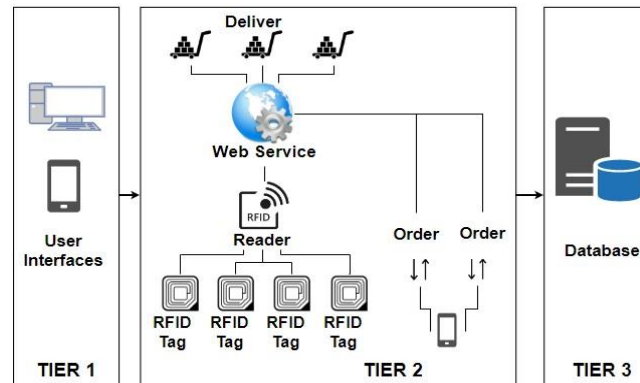 User
Interfaces
TIER 1
Deliver
Web Service
RFID
Reader
RFID
Tag
RFID
Tag
RFID
Tag
RFID
Tag
Order
Order
TIER 2
Database
TIER 3